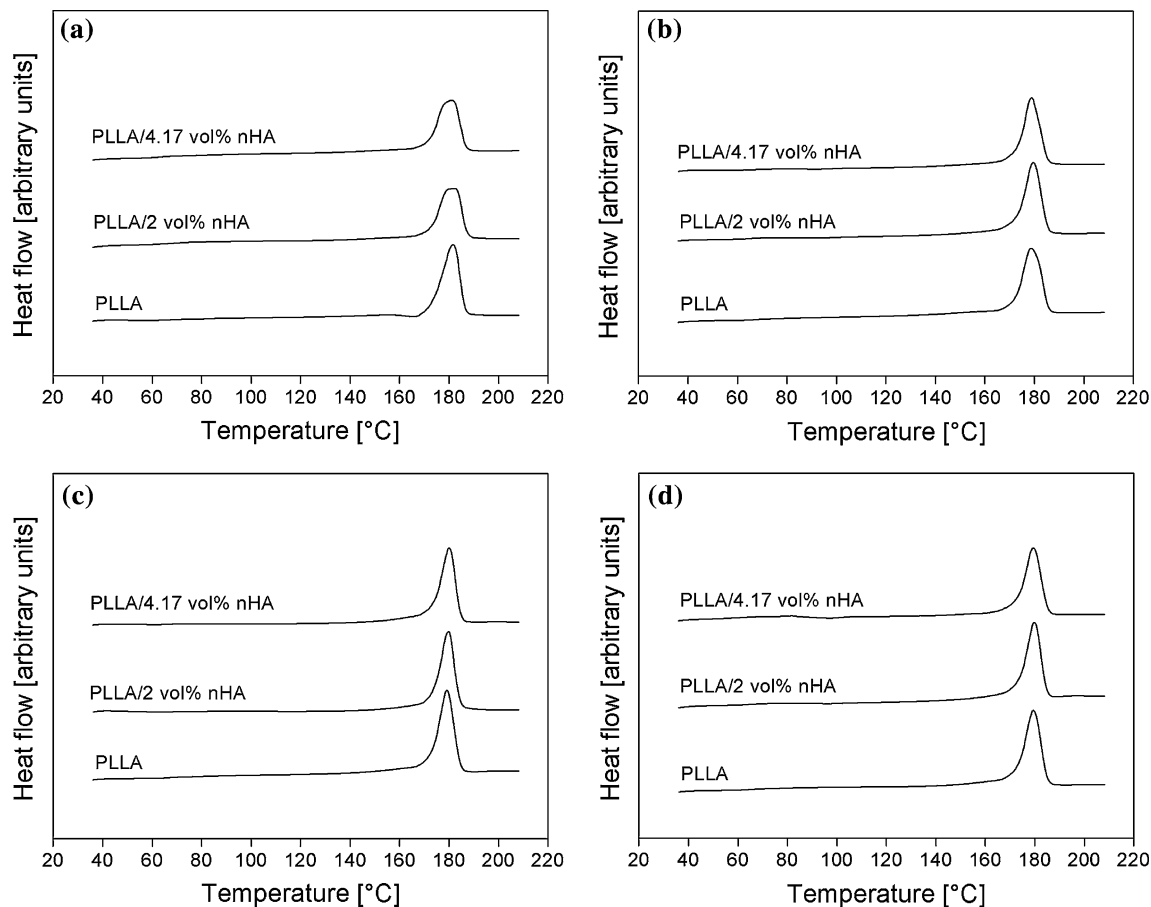 (a)
Heat flow [arbitrary units]
PLLA/4.17 vol% nHA
PLLA/2 vol% nHA
PLLA
20 40 60 80 100 120 140 160 180 200 220
Temperature [°C]
(b)
Heat flow [arbitrary units]
PLLA/4.17 vol% nHA
PLLA/2 vol% nHA
PLLA
20 40 60 80 100 120 140 160 180 200 220
Temperature [°C]
(c)
Heat flow [arbitrary units]
PLLA/4.17 vol% nHA
PLLA/2 vol% nHA
PLLA
20 40 60 80 100 120 140 160 180 200 220
Temperature [°C]
(d)
Heat flow [arbitrary units]
PLLA/4.17 vol% nHA
PLLA/2 vol% nHA
PLLA
20 40 60 80 100 120 140 160 180 200 220
Temperature [°C]